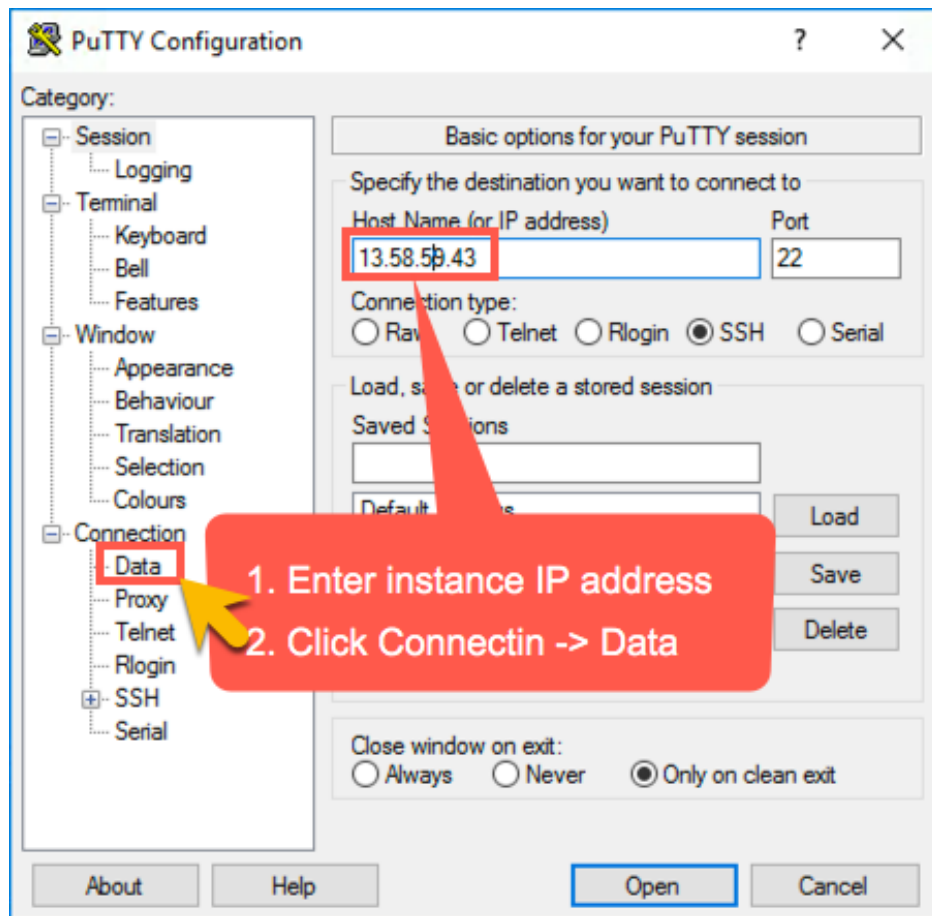 PuTTY Configuration ? ×
Category:
Session
Logging
Terminal
Keyboard
Bell
Features
Window
Appearance
Behaviour
Translation
Selection
Colours
Connection
Data
Proxy
Telnet
Rlogin
SSH
Serial
Basic options for your PuTTY session
Specify the destination you want to connect to
Host Name (or IP address) Port
13.58.59.43 22
Connection type:
Raw Telnet Rlogin SSH Serial
Load, save or delete a stored session
Saved
Default
Load
Save
Delete
1. Enter instance IP address
2. Click Connectin -> Data
Close window on exit:
Always Never Only on clean exit
About Help Open Cancel